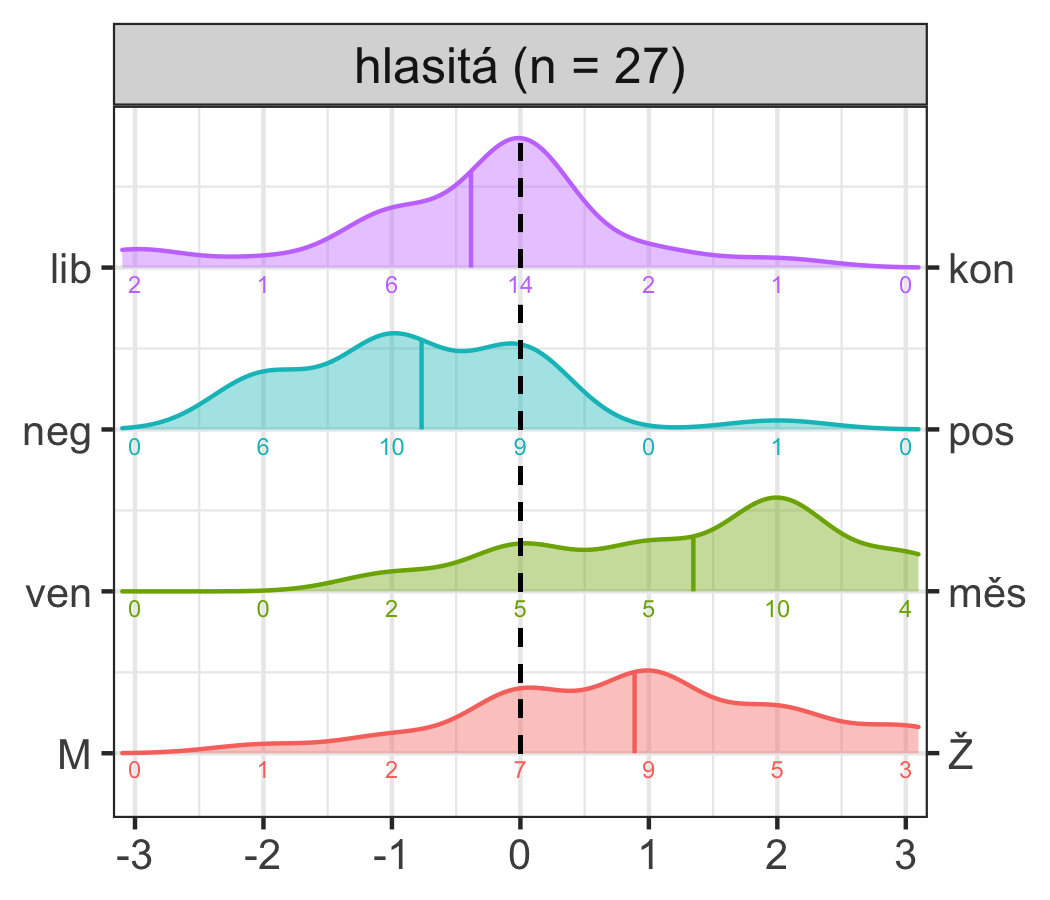 hlasitá (n = 27)
lib kon
2 1 6 14 2 1 0
neg pos
0 6 10 9 0 1 0
ven měs
0 0 2 5 5 10 4
M Ž
0 1 2 7 9 5 3
-3 -2 -1 0 1 2 3